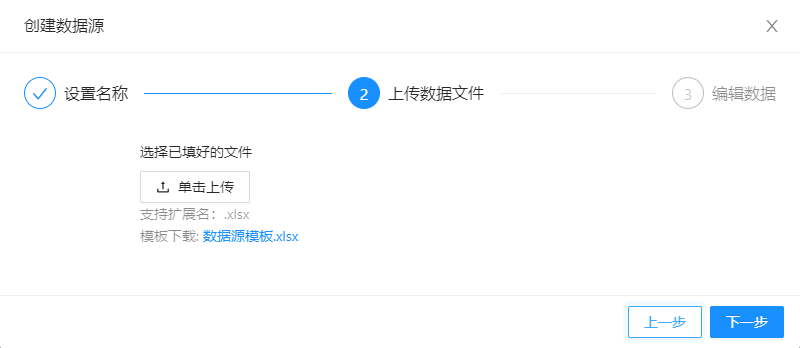 创建数据源
设置名称
2 上传数据文件
3 编辑数据
选择已填好的文件
单击上传
支持扩展名：.xlsx
模板下载: 数据源模板.xlsx
上一步 下一步